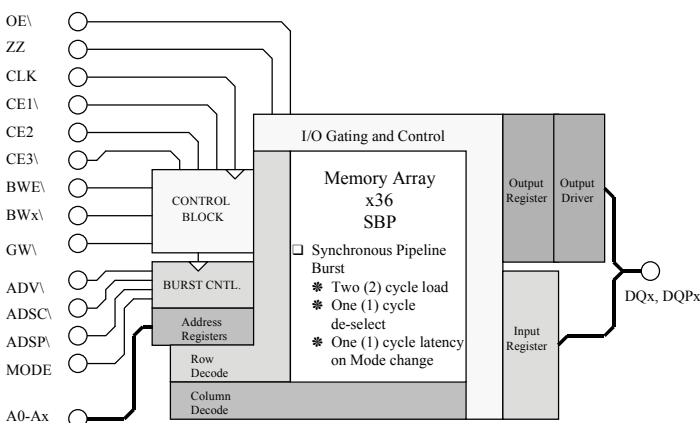 OE\
ZZ
CLK
CE1\
CE2
CE3\
BWE\
BWx\
GW\
ADV\
ADSC\
ADSP\
MODE
A0-Ax
CONTROL
BLOCK
BURST CNTL.
Address
Registers
Row
Decode
Column
Decode
I/O Gating and Control
Memory Array
x36
SBP
❑ Synchronous Pipeline
Burst
✽ Two (2) cycle load
✽ One (1) cycle
de-select
✽ One (1) cycle latency
on Mode change
Output
Register
Output
Driver
Input
Register
DQx, DQPx